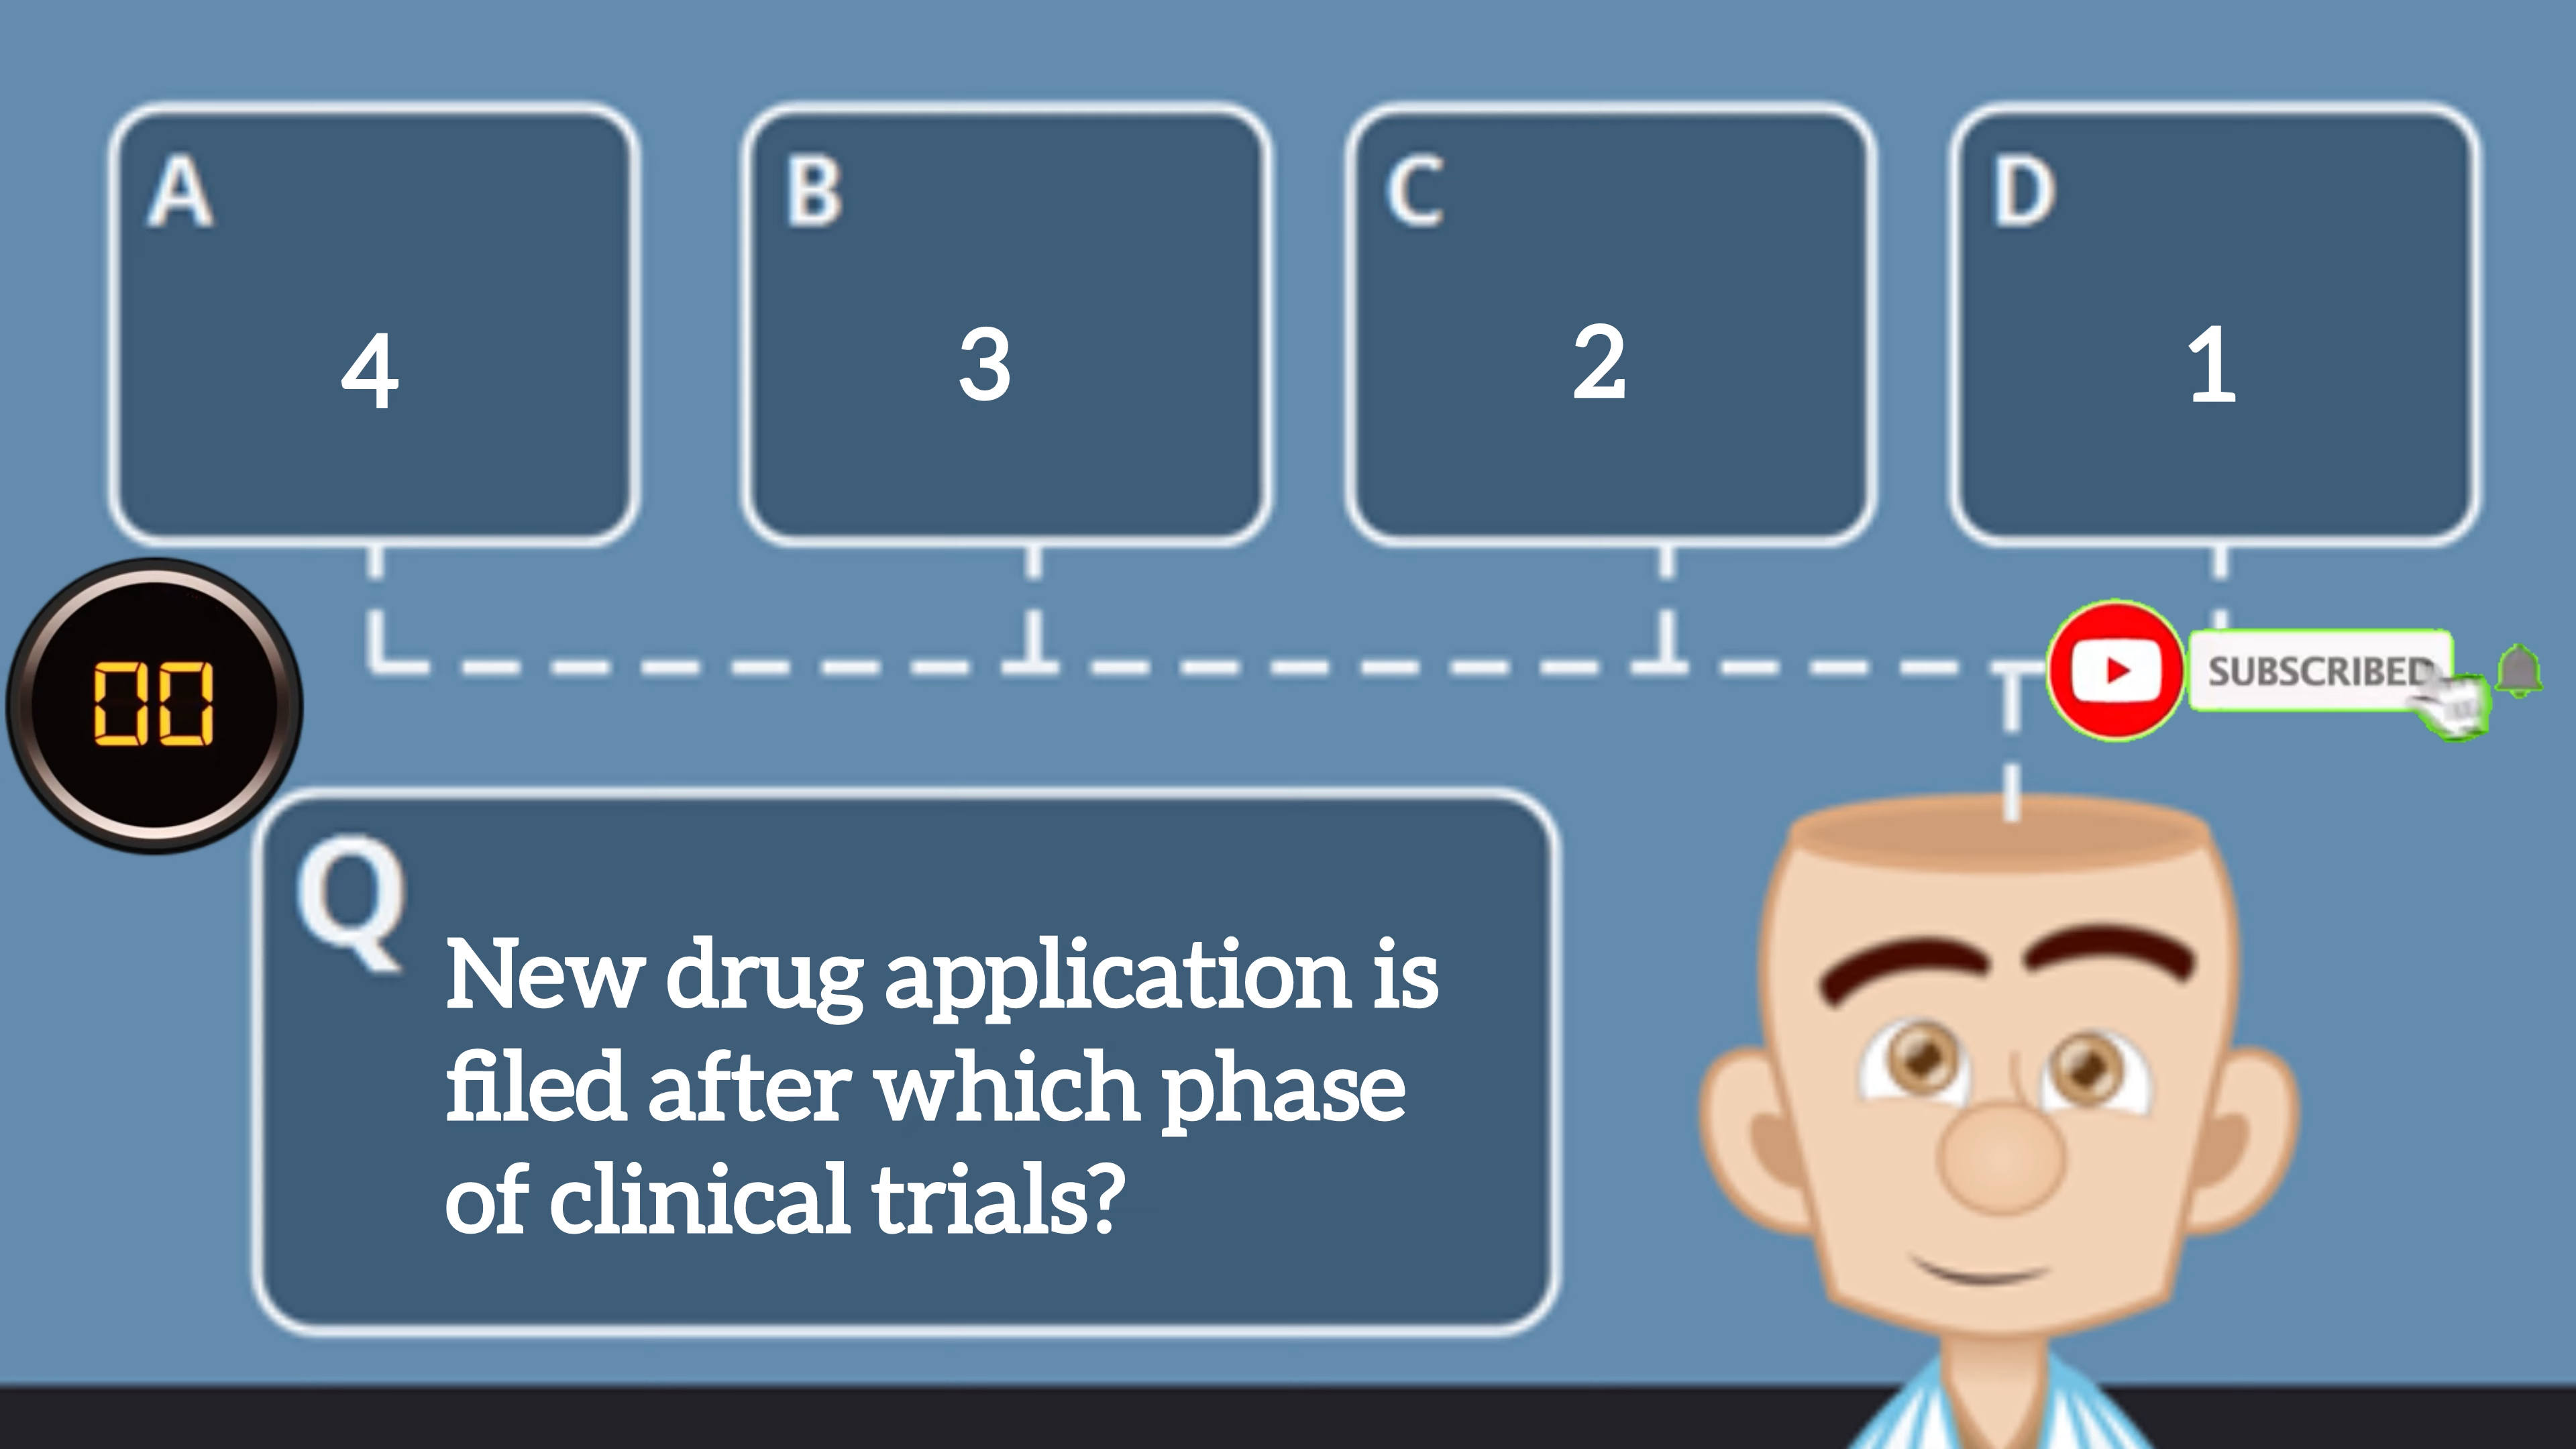 A
B
C
D
4
3
2
1
00
SUBSCRIBED
Q
New drug application is
filed after which phase
of clinical trials?